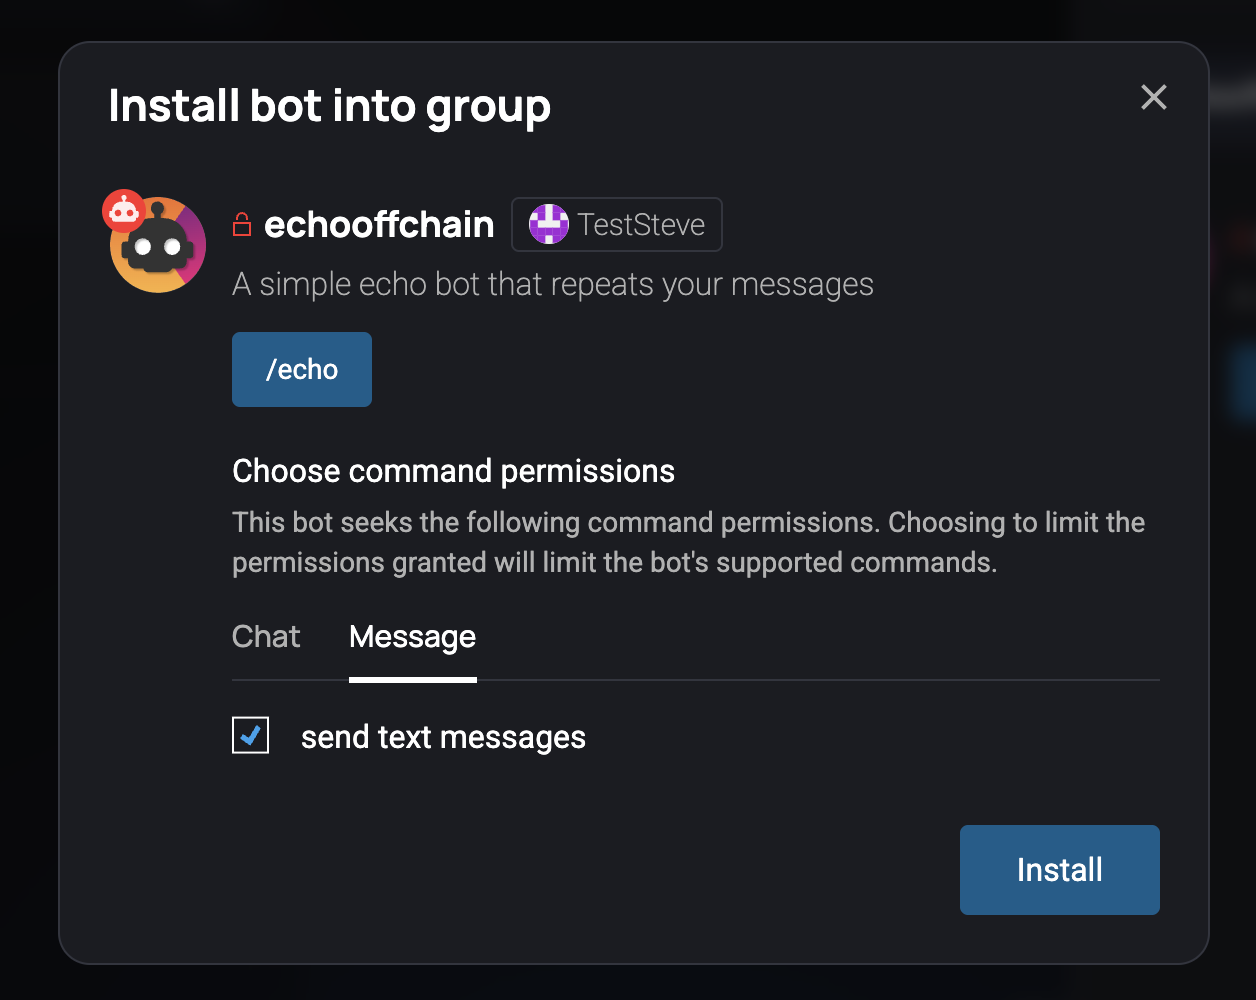 Install bot into group
echooffchain TestSteve
A simple echo bot that repeats your messages
/echo
Choose command permissions
This bot seeks the following command permissions. Choosing to limit the
permissions granted will limit the bot's supported commands.
Chat Message
send text messages
Install